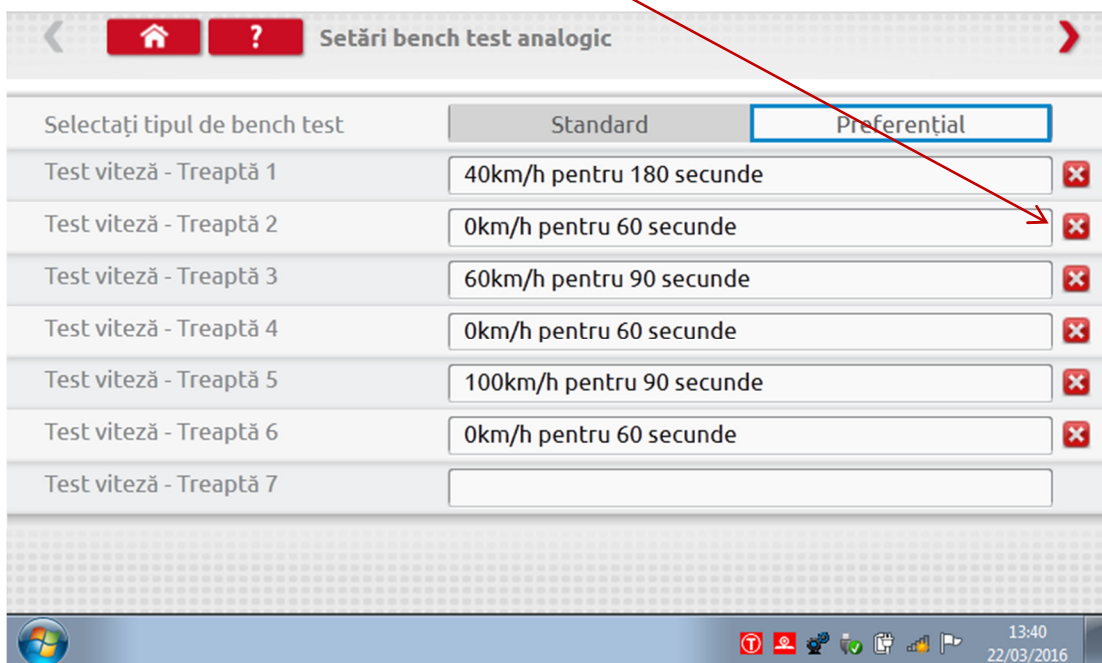 ?
Setări bench test analogic
Selectați tipul de bench test
Standard
Preferențial
Test viteză - Treaptă 1
40km/h pentru 180 secunde
Test viteză - Treaptă 2
0km/h pentru 60 secunde
Test viteză - Treaptă 3
60km/h pentru 90 secunde
Test viteză - Treaptă 4
0km/h pentru 60 secunde
Test viteză - Treaptă 5
100km/h pentru 90 secunde
Test viteză - Treaptă 6
0km/h pentru 60 secunde
Test viteză - Treaptă 7
T
13:40
22/03/2016